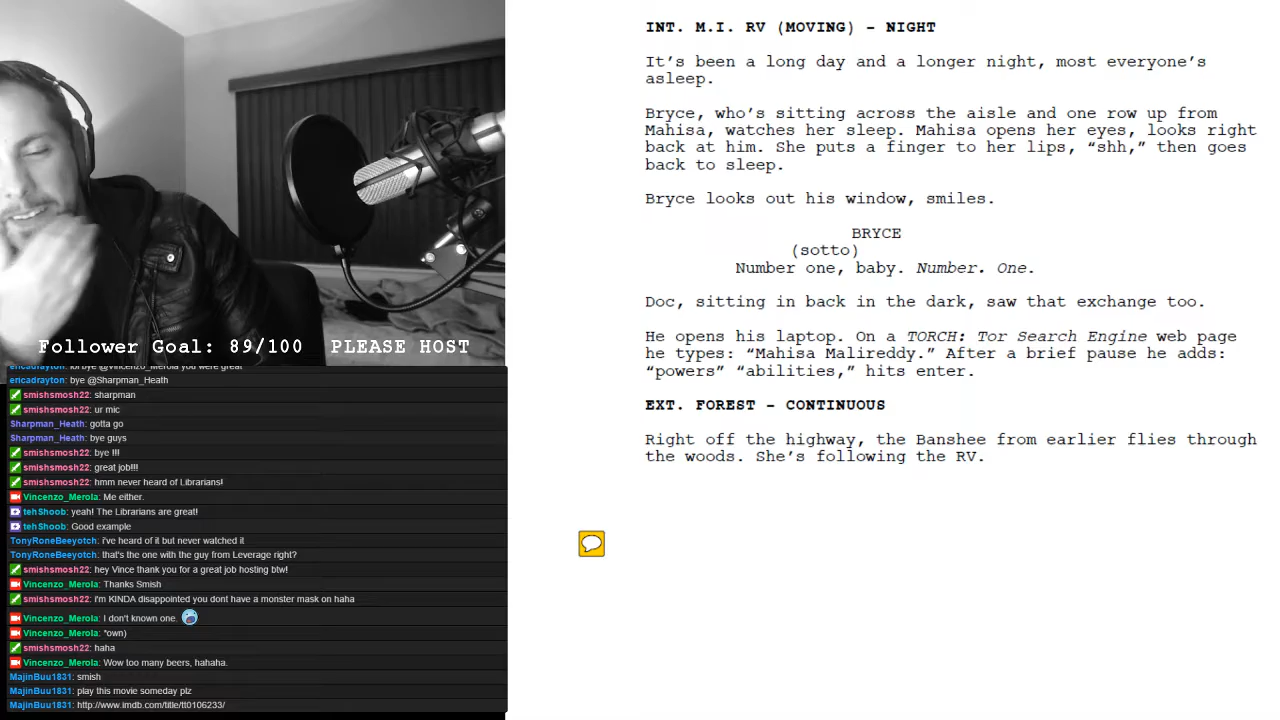 Follower Goal: 89/100 PLEASE HOST
ericadrayton: lol bye @Vincenzo_Merola you were great
ericadrayton: bye @Sharpman_Heath
smishsmosh22: sharpman
smishsmosh22: ur mic
Sharpman_Heath: gotta go
Sharpman_Heath: bye guys
smishsmosh22: bye !!!
smishsmosh22: great job!!!
smishsmosh22: hmm never heard of Librarians!
Vincenzo_Merola: Me either.
tehShoob: yeah! The Librarians are great!
tehShoob: Good example
TonyRoneBeeyotch: i've heard of it but never watched it
TonyRoneBeeyotch: that's the one with the guy from Leverage right?
smishsmosh22: hey Vince thank you for a great job hosting btw!
Vincenzo_Merola: Thanks Smish
smishsmosh22: i'm KINDA disappointed you dont have a monster mask on haha
Vincenzo_Merola: I don't known one.
Vincenzo_Merola: *own)
smishsmosh22: haha
Vincenzo_Merola: Wow too many beers, hahaha.
MajinBuu1831: smish
MajinBuu1831: play this movie someday plz
MajinBuu1831: http://www.imdb.com/title/tt0106233/
INT. M.I. RV (MOVING) – NIGHT
It's been a long day and a longer night, most everyone's
asleep.
Bryce, who's sitting across the aisle and one row up from
Mahisa, watches her sleep. Mahisa opens her eyes, looks right
back at him. She puts a finger to her lips, “shh,” then goes
back to sleep.
Bryce looks out his window, smiles.
BRYCE
(sotto)
Number one, baby. Number. One.
Doc, sitting in back in the dark, saw that exchange too.
He opens his laptop. On a TORCH: Tor Search Engine web page
he types: “Mahisa Malireddy.” After a brief pause he adds:
“powers” “abilities,” hits enter.
EXT. FOREST – CONTINUOUS
Right off the highway, the Banshee from earlier flies through
the woods. She's following the RV.